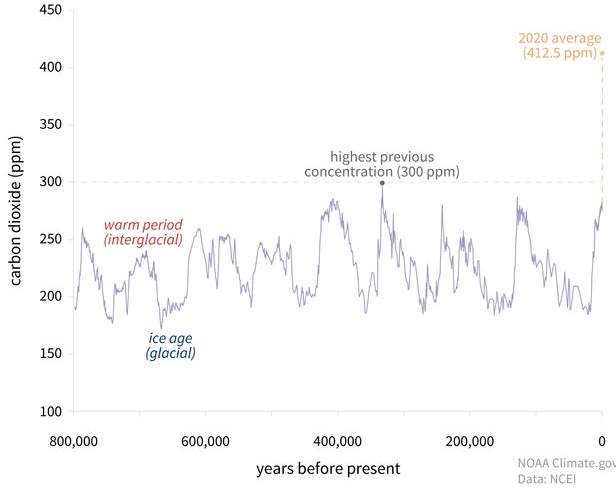 carbon dioxide (ppm)
450
400
350
300
250
200
150
100
2020 average
(412.5 ppm)
highest previous
concentration (300 ppm)
warm period
(interglacial)
ice age
(glacial)
800,000
600,000
400,000
200,000
0
years before present
NOAA Climate.gov
Data: NCEI